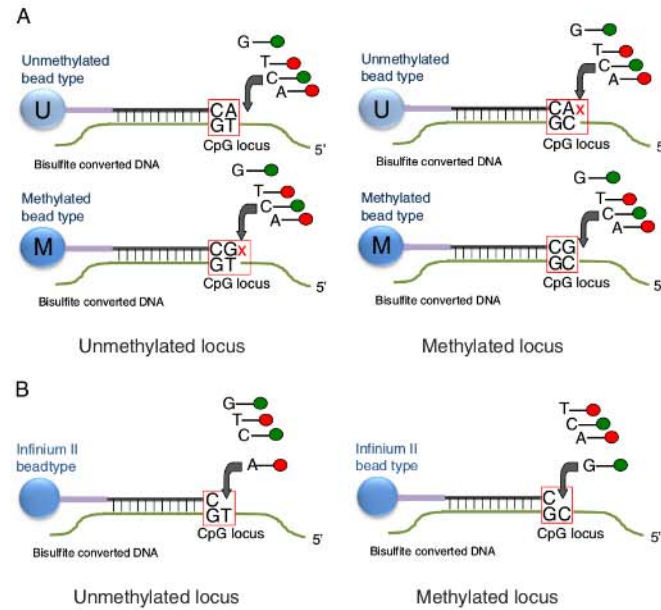 A
Unmethylated
bead type
U
G
T
C
A
CA
GT
CpG locus
Bisulfite converted DNA
5'
Unmethylated
bead type
U
G
T
C
A
CAx
GC
CpG locus
Bisulfite converted DNA
5'
Methylated
bead type
M
G
T
C
A
CGx
GT
CpG locus
Bisulfite converted DNA
5'
Methylated
bead type
M
G
T
C
A
CG
GC
CpG locus
Bisulfite converted DNA
5'
Unmethylated locus
Methylated locus
B
Infinium II
beadtype
G
T
C
A
C
GT
CpG locus
Bisulfite converted DNA
5'
Infinium II
bead type
T
C
A
G
C
GC
CpG locus
Bisulfite converted DNA
5'
Unmethylated locus
Methylated locus